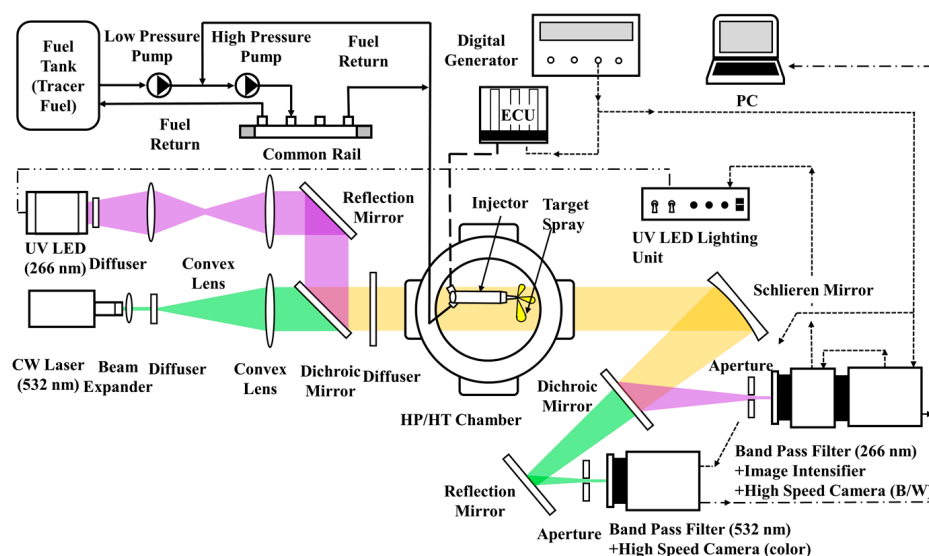 Fuel
Tank
(Tracer
Fuel)
Low Pressure
Pump
High Pressure
Pump
Fuel
Return
Fuel
Return
Common Rail
Digital
Generator
ECU
PC
UV LED
(266 nm)
Diffuser
Convex
Lens
Reflection
Mirror
Injector
Target
Spray
UV LED Lighting
Unit
Schlieren Mirror
CW Laser
(532 nm)
Beam
Expander
Diffuser
Convex
Lens
Dichroic
Mirror
Diffuser
HP/HT Chamber
Dichroic
Mirror
Aperture
Band Pass Filter (266 nm)
+Image Intensifier
+High Speed Camera (B/W)
Reflection
Mirror
Aperture
Band Pass Filter (532 nm)
+High Speed Camera (color)